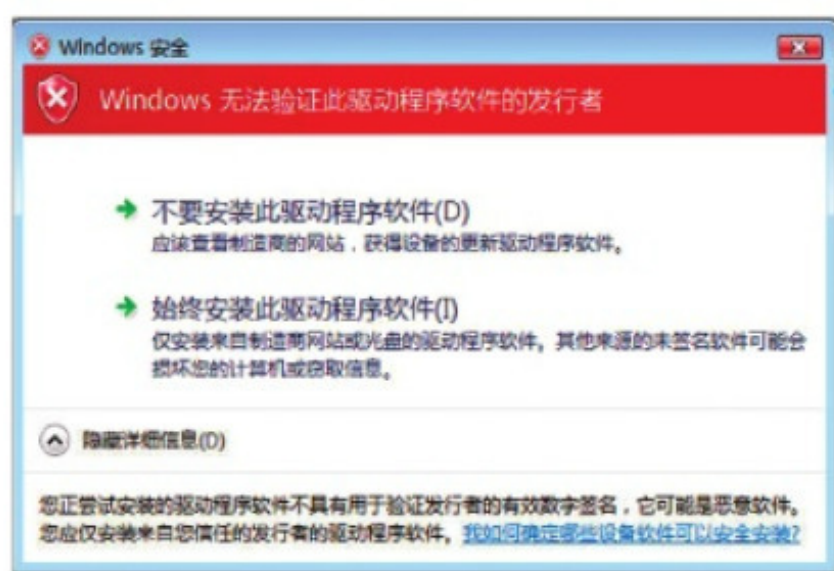 Windows 安全
Windows 无法验证此驱动程序软件的发行者
不要安装此驱动程序软件(D)
应该查看制造商的网站，获得设备的更新驱动程序软件。
始终安装此驱动程序软件(I)
仅安装来自制造商网站或光盘的驱动程序软件。其他来源的未签名软件可能会
损坏您的计算机或窃取信息。
隐藏详细信息(D)
您正尝试安装的驱动程序软件不具有用于验证发行者的有效数字签名，它可能是恶意软件。
您应仅安装来自您信任的发行者的驱动程序软件。我如何确定哪些设备软件可以安全安装?